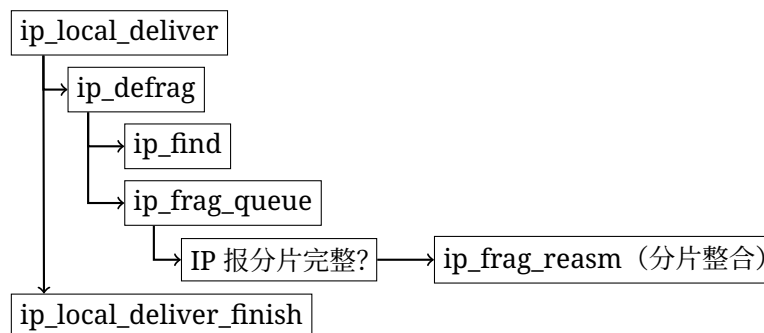 ip_local_deliver
ip_defrag
ip_find
ip_frag_queue
IP 报分片完整?
ip_frag_reasm（分片整合）
ip_local_deliver_finish